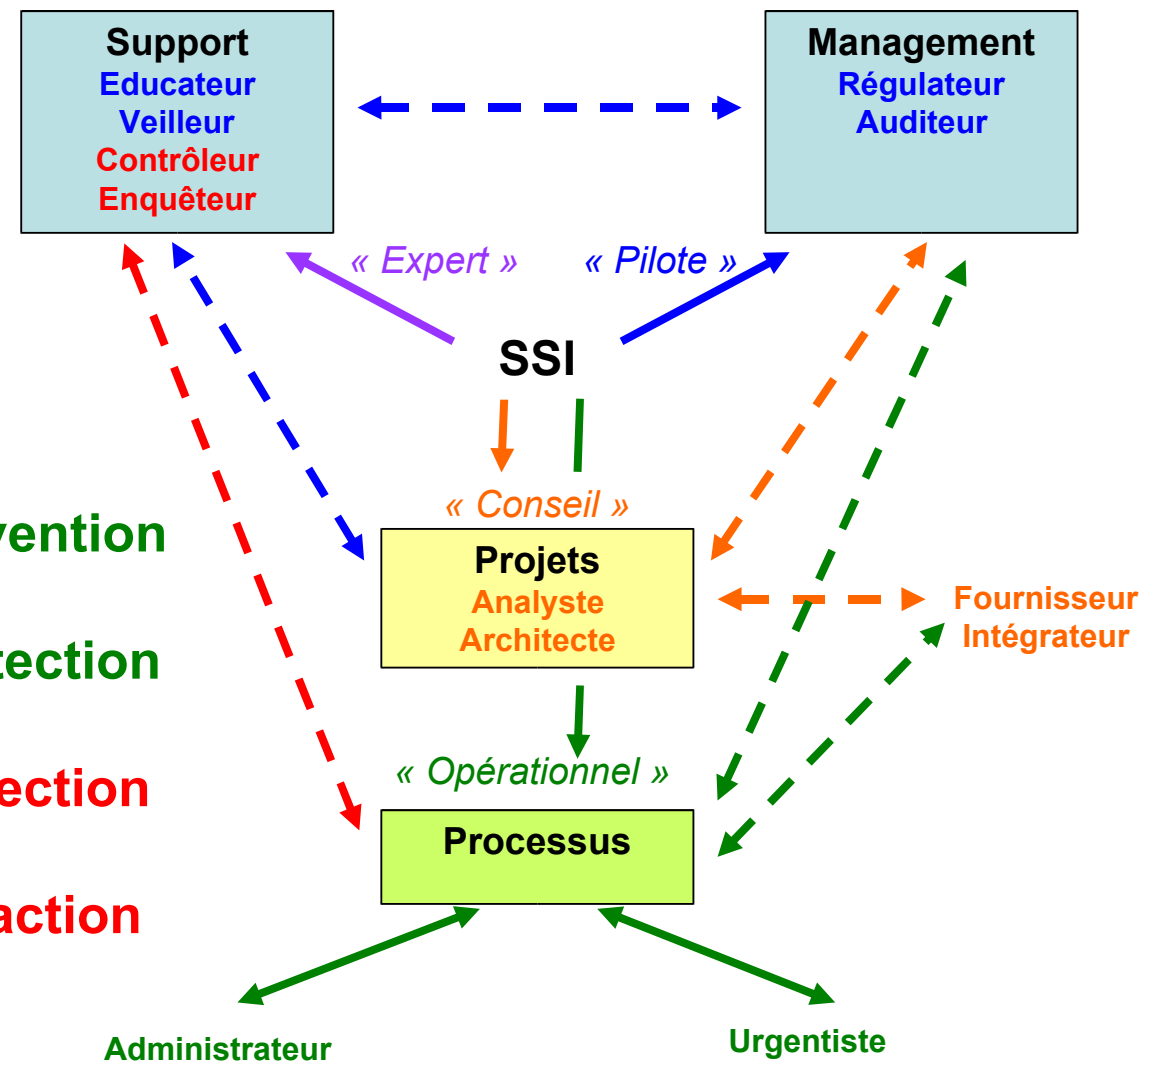 Support
Educateur
Veilleur
Contrôleur
Enquêteur
Management
Régulateur
Auditeur
« Expert »
« Pilote »
SSI
« Conseil »
vention
Projets
Analyste
Architecte
Fournisseur
Intégrateur
tection
« Opérationnel »
ection
Processus
action
Administrateur
Urgentiste